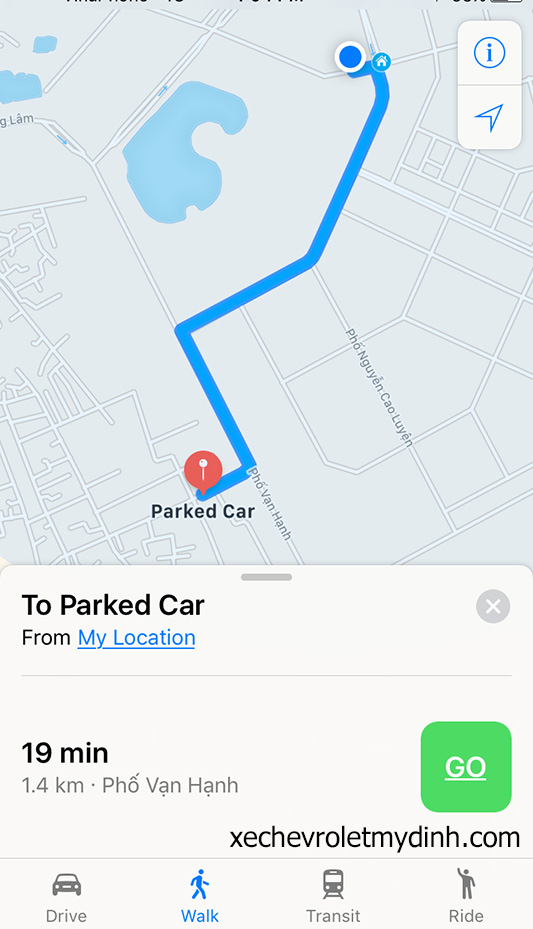 g Lâm
Phố Nguyễn Cao Luyện
Phố Vạn Hạnh
Parked Car
To Parked Car
From My Location
19 min
1.4 km · Phố Vạn Hạnh
GO
xechevroletmydinh.com
Drive
Walk
Transit
Ride